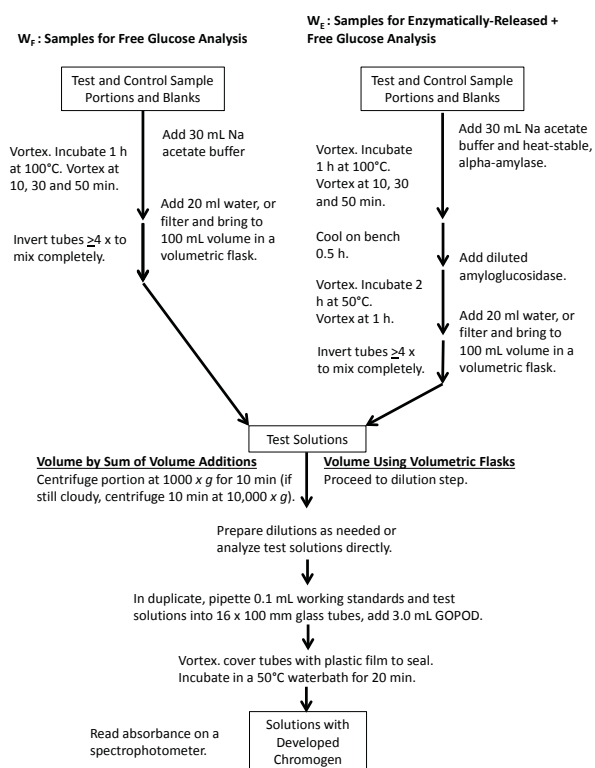 W_F : Samples for Free Glucose Analysis
W_E : Samples for Enzymatically-Released +
Free Glucose Analysis
Test and Control Sample
Portions and Blanks
Add 30 mL Na
acetate buffer
Vortex. Incubate 1 h
at 100°C. Vortex at
10, 30 and 50 min.
Add 20 ml water, or
filter and bring to
100 mL volume in a
volumetric flask.
Invert tubes ≥4 x to
mix completely.
Test and Control Sample
Portions and Blanks
Add 30 mL Na acetate
buffer and heat-stable,
alpha-amylase.
Vortex. Incubate
1 h at 100°C.
Vortex at 10, 30
and 50 min.
Cool on bench
0.5 h.
Add diluted
amyloglucosidase.
Vortex. Incubate 2
h at 50°C.
Vortex at 1 h.
Add 20 ml water, or
filter and bring to
100 mL volume in a
volumetric flask.
Invert tubes ≥4 x
to mix completely.
Test Solutions
Volume by Sum of Volume Additions
Centrifuge portion at 1000 x g for 10 min (if
still cloudy, centrifuge 10 min at 10,000 x g).
Volume Using Volumetric Flasks
Proceed to dilution step.
Prepare dilutions as needed or
analyze test solutions directly.
In duplicate, pipette 0.1 mL working standards and test
solutions into 16 x 100 mm glass tubes, add 3.0 mL GOPOD.
Vortex. cover tubes with plastic film to seal.
Incubate in a 50°C waterbath for 20 min.
Read absorbance on a
spectrophotometer.
Solutions with
Developed
Chromogen